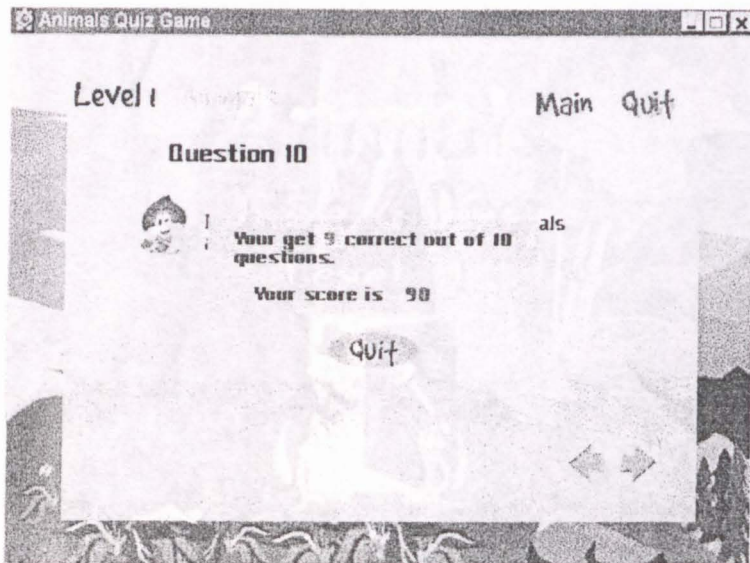 Animals Quiz Game
Level 1
Main Quit
Question 10
als
Your get 9 correct out of 10
questions.
Your score is 90
Quit